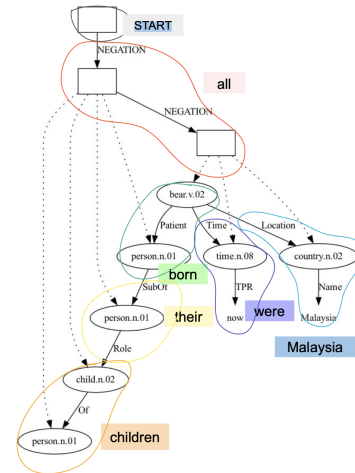 START
NEGATION
all
NEGATION
bear.v.02
Patient Time Location
person.n.01 time.n.08 country.n.02
born
SubOf TPR Name
person.n.01 their now were Malaysia
Malaysia
Role
child.n.02
Of
person.n.01 children